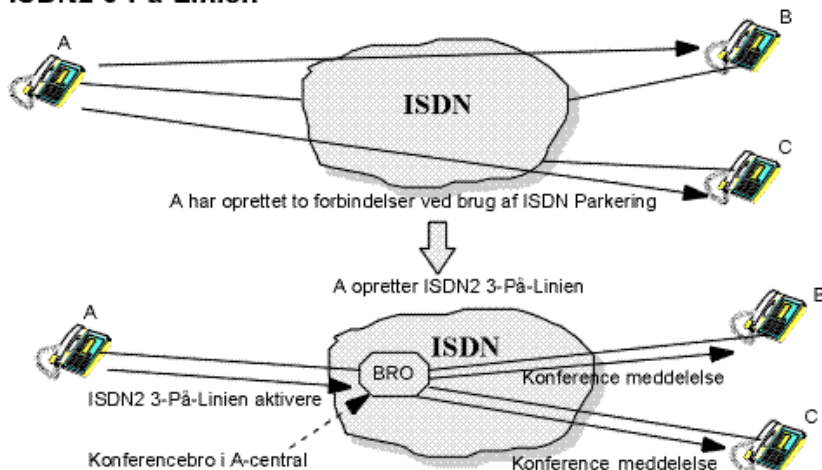 ISDN2 3-På-Linien
A
B
ISDN
C
A har oprettet to forbindelser ved brug af ISDN Parkering
A opretter ISDN2 3-På-Linien
A
B
ISDN
BRO
Konference meddelelse
ISDN2 3-På-Linien aktivere
C
Konferencebro i A-central
Konference meddelelse